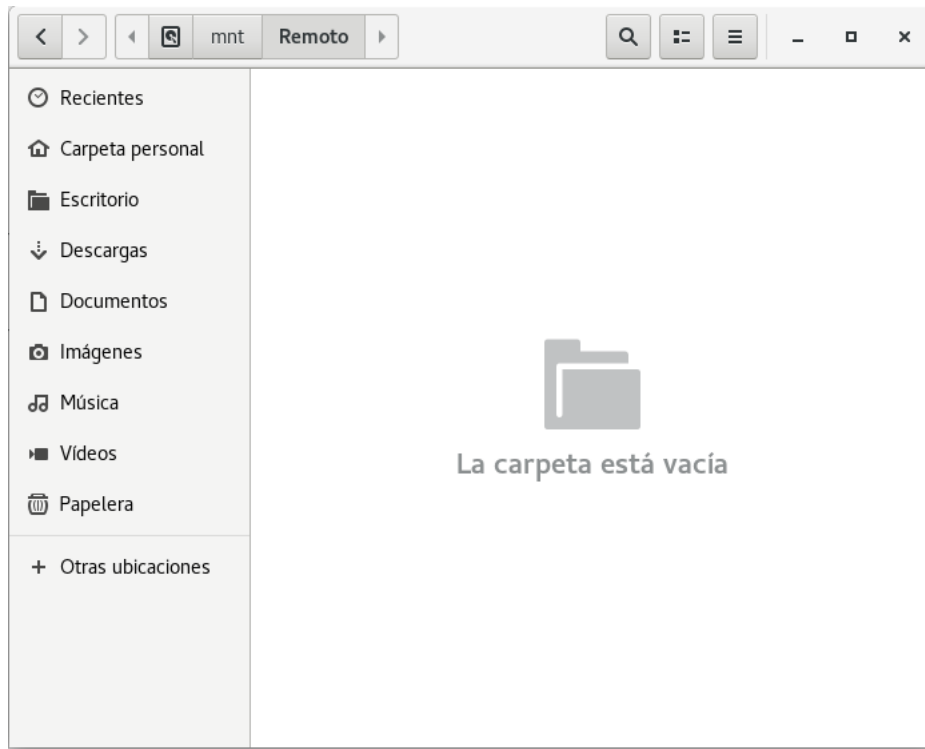 mnt Remoto
Recientes
Carpeta personal
Escritorio
Descargas
Documentos
Imágenes
Música
Vídeos
Papelera
Otras ubicaciones
La carpeta está vacía